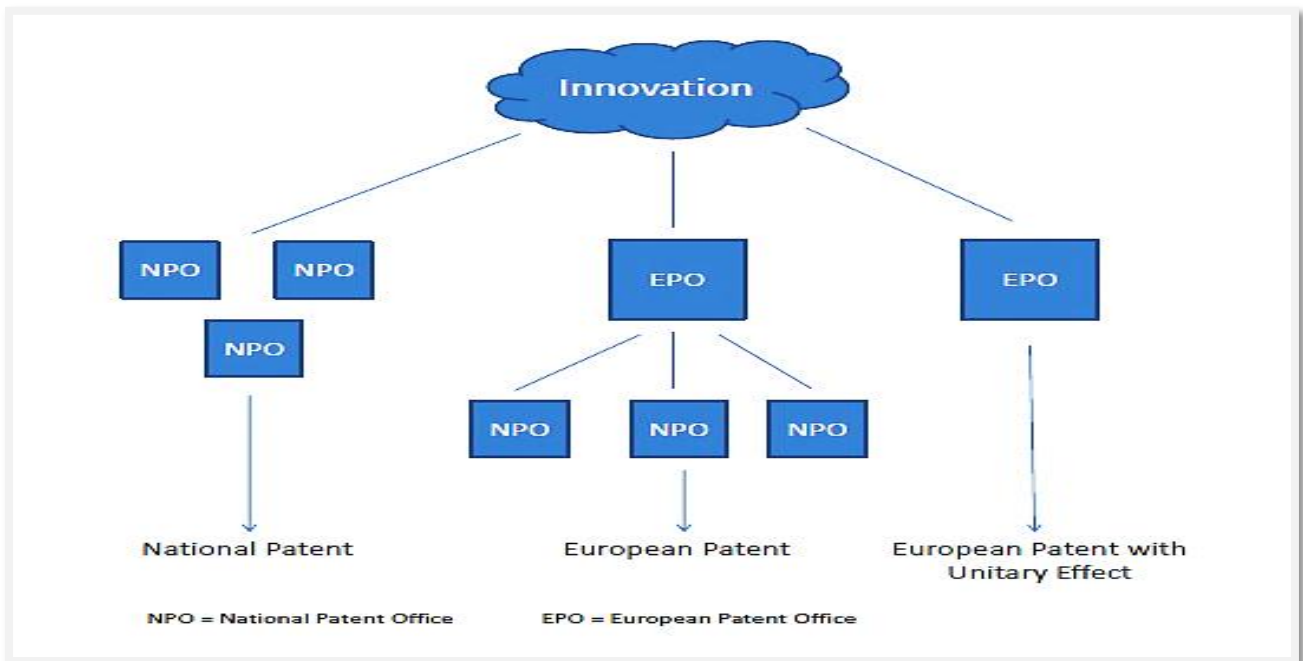 Innovation
NPO
NPO
NPO
EPO
EPO
NPO
NPO
NPO
National Patent
European Patent
European Patent with
Unitary Effect
NPO = National Patent Office
EPO = European Patent Office